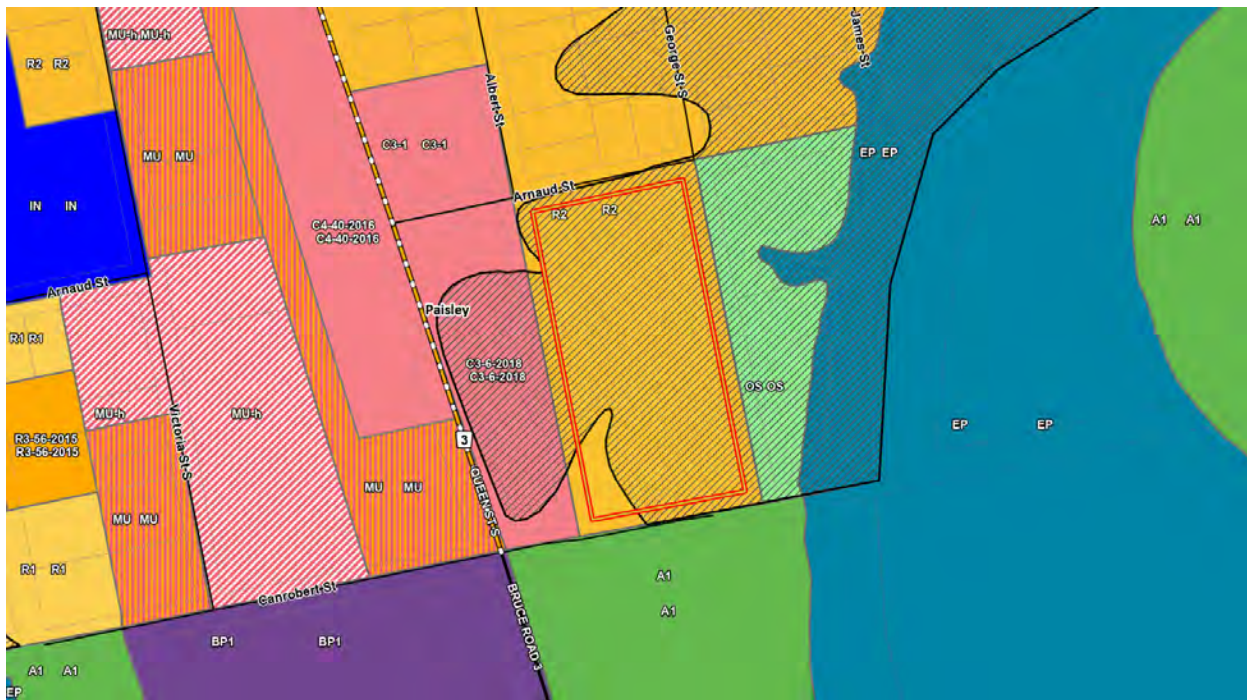 MU-h MU-h
R2 R2
MU MU
IN IN
Arnaud St
R1 R1
MU-h
Victoria St S
MU-h
R3-56-2015
R3-56-2015
MU MU
R1 R1
Canrobert St
BP1 BP1
A1 A1
EP
C4-40-2016
C4-40-2016
C3-1 C3-1
Albert St
George St S
James St
Arnaud St
R2 R2
EP EP
A1 A1
Paisley
C3-6-2018
C3-6-2018
OS OS
3
QUEEN ST S
MU MU
EP EP
A1
A1
BRUCE ROAD 3